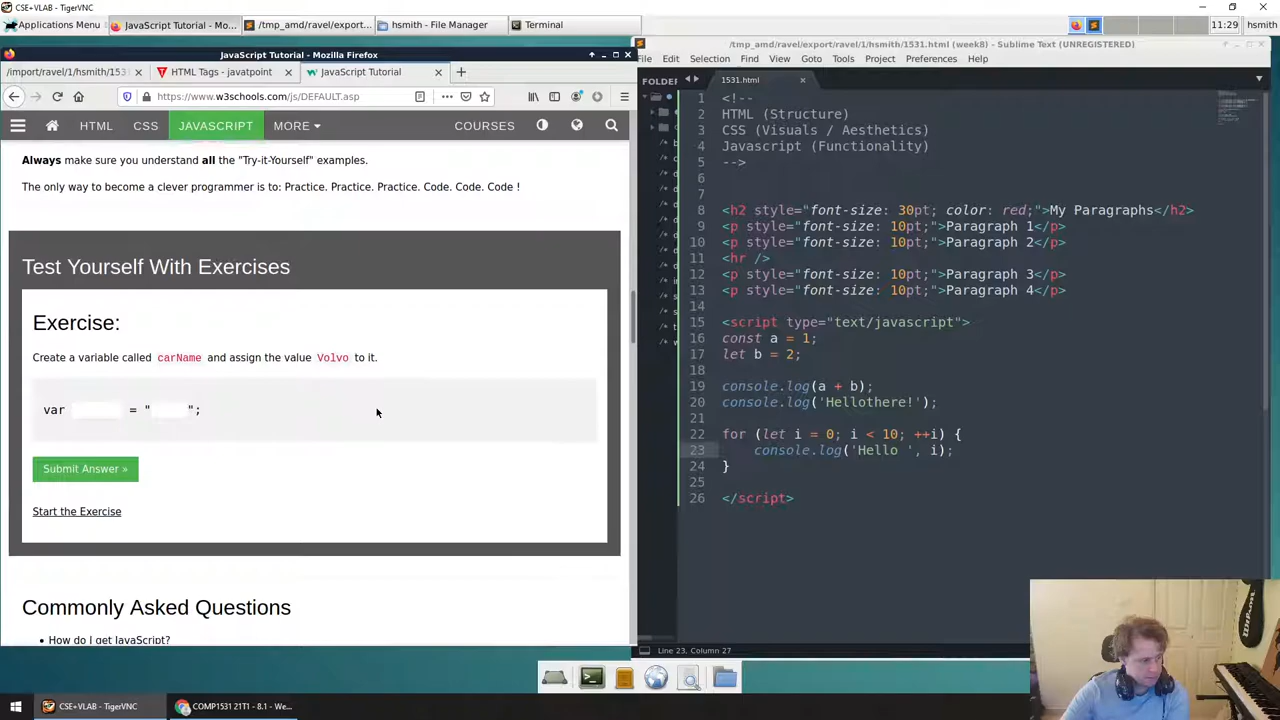 CSE+VLAB - TigerVNC
Applications Menu
JavaScript Tutorial - Mo...
/tmp_amd/ravel/export...
hsmith - File Manager
Terminal
11:29 hsmith
JavaScript Tutorial - Mozilla Firefox
/import/ravel/1/hsmith/153
HTML Tags - javatpoint
JavaScript Tutorial
https://www.w3schools.com/js/DEFAULT.asp
HTML CSS JAVASCRIPT MORE COURSES
Always make sure you understand all the "Try-it-Yourself" examples.
The only way to become a clever programmer is to: Practice. Practice. Practice. Code. Code. Code !
Test Yourself With Exercises
Exercise:
Create a variable called carName and assign the value Volvo to it.
var = " ";
Submit Answer »
Start the Exercise
Commonly Asked Questions
• How do I get JavaScript?
/tmp_amd/ravel/export/ravel/1/hsmith/1531.html (week8) - Sublime Text (UNREGISTERED)
File Edit Selection Find View Goto Tools Project Preferences Help
FOLDER
1531.html
1 <!--
2 HTML (Structure)
3 CSS (Visuals / Aesthetics)
4 Javascript (Functionality)
5 -->
6
7
8 <h2 style="font-size: 30pt; color: red;">My Paragraphs</h2>
9 <p style="font-size: 10pt;">Paragraph 1</p>
10 <p style="font-size: 10pt;">Paragraph 2</p>
11 <hr />
12 <p style="font-size: 10pt;">Paragraph 3</p>
13 <p style="font-size: 10pt;">Paragraph 4</p>
14
15 <script type="text/javascript">
16 const a = 1;
17 let b = 2;
18
19 console.log(a + b);
20 console.log('Hellothere!');
21
22 for (let i = 0; i < 10; ++i) {
23 console.log('Hello ', i);
24 }
25
26 </script>
Line 23, Column 27
CSE+VLAB - TigerVNC
COMP1531 21T1 - 8.1 - We...